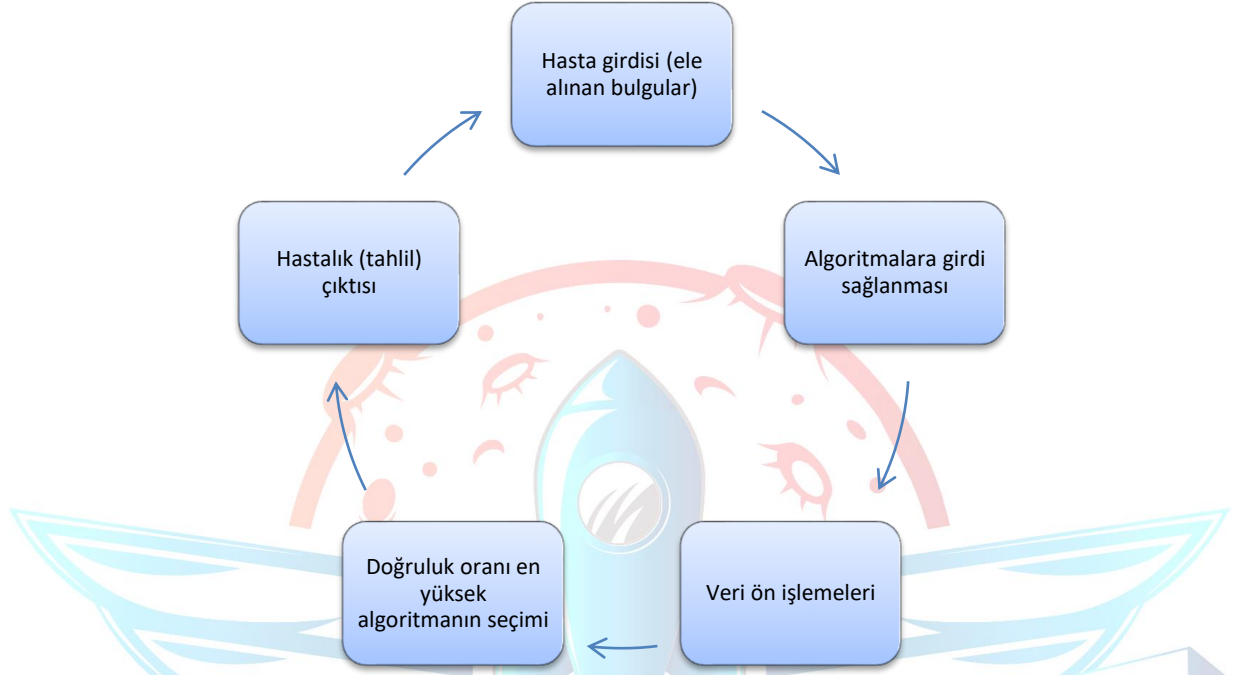 Hasta girdisi (ele
alınan bulgular)
Algoritmalara girdi
sağlanması
Veri ön işlemeleri
Doğruluk oranı en
yüksek
algoritmanın seçimi
Hastalık (tahlil)
çıktısı